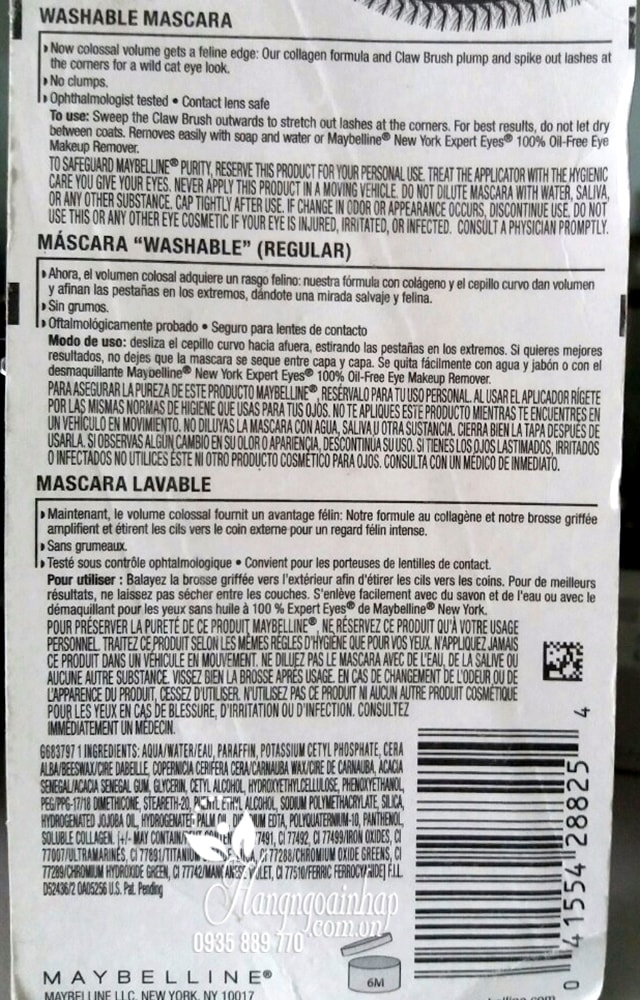 WASHABLE MASCARA
▸ Now colossal volume gets a feline edge: Our collagen formula and Claw Brush plump and spike out lashes at
the corners for a wild cat eye look.
▸ No clumps.
▸ Ophthalmologist tested • Contact lens safe
To use: Sweep the Claw Brush outwards to stretch out lashes at the corners. For best results, do not let dry
between coats. Removes easily with soap and water or Maybelline® New York Expert Eyes® 100% Oil-Free Eye
Makeup Remover.
TO SAFEGUARD MAYBELLINE® PURITY, RESERVE THIS PRODUCT FOR YOUR PERSONAL USE. TREAT THE APPLICATOR WITH THE HYGIENIC
CARE YOU GIVE YOUR EYES. NEVER APPLY THIS PRODUCT IN A MOVING VEHICLE. DO NOT DILUTE MASCARA WITH WATER, SALIVA,
OR ANY OTHER SUBSTANCE. CAP TIGHTLY AFTER USE. IF CHANGE IN ODOR OR APPEARANCE OCCURS, DISCONTINUE USE. DO NOT
USE THIS OR ANY OTHER EYE COSMETIC IF YOUR EYE IS INJURED, IRRITATED, OR INFECTED. CONSULT A PHYSICIAN PROMPTLY.
MÁSCARA “WASHABLE” (REGULAR)
▸ Ahora, el volumen colosal adquiere un rasgo felino: nuestra fórmula con colágeno y el cepillo curvo dan volumen
y afinan las pestañas en los extremos, dándote una mirada salvaje y felina.
▸ Sin grumos.
▸ Oftalmológicamente probado • Seguro para lentes de contacto
Modo de uso: desliza el cepillo curvo hacia afuera, estirando las pestañas en los extremos. Si quieres mejores
resultados, no dejes que la mascara se seque entre capa y capa. Se quita fácilmente con agua y jabón o con el
desmaquillante Maybelline® New York Expert Eyes® 100% Oil-Free Eye Makeup Remover.
PARA ASEGURAR LA PUREZA DE ESTE PRODUCTO MAYBELLINE®, RESÉRVALO PARA TU USO PERSONAL. AL USAR EL APLICADOR RÍGETE
POR LAS MISMAS NORMAS DE HIGIENE QUE USAS PARA TUS OJOS. NO TE APLIQUES ESTE PRODUCTO MIENTRAS TE ENCUENTRES EN
UN VEHÍCULO EN MOVIMIENTO. NO DILUYAS LA MASCARA CON AGUA, SALIVA U OTRA SUSTANCIA. CIERRA BIEN LA TAPA DESPUÉS DE
USARLA. SI OBSERVAS ALGÚN CAMBIO EN SU OLOR O APARIENCIA, DESCONTINÚA SU USO. SI TIENES LOS OJOS LASTIMADOS, IRRITADOS
O INFECTADOS NO UTILICES ÉSTE NI OTRO PRODUCTO COSMÉTICO PARA OJOS. CONSULTA CON UN MÉDICO DE INMEDIATO.
MASCARA LAVABLE
▸ Maintenant, le volume colossal fournit un avantage félin: Notre formule au collagène et notre brosse griffée
amplifient et étirent les cils vers le coin externe pour un regard félin intense.
▸ Sans grumeaux.
▸ Testé sous contrôle ophtalmologique • Convient pour les porteuses de lentilles de contact.
Pour utiliser : Balayez la brosse griffée vers l'extérieur afin d'étirer les cils vers les coins. Pour de meilleurs
résultats, ne laissez pas sécher entre les couches. S'enlève facilement avec du savon et de l'eau ou avec le
démaquillant pour les yeux sans huile à 100 % Expert Eyes® de Maybelline® New York.
POUR PRÉSERVER LA PURETÉ DE CE PRODUIT MAYBELLINE®, NE RÉSERVEZ CE PRODUIT QU'À VOTRE USAGE
PERSONNEL. TRAITEZ CE PRODUIT SELON LES MÊMES RÈGLES D'HYGIÈNE QUE POUR VOS YEUX. N'APPLIQUEZ JAMAIS
CE PRODUIT DANS UN VÉHICULE EN MOUVEMENT. NE DILUEZ PAS LE MASCARA AVEC DE L'EAU, DE LA SALIVE OU
AUCUNE AUTRE SUBSTANCE. VISSEZ BIEN LA BROSSE APRÈS USAGE. EN CAS DE CHANGEMENT DE L'ODEUR OU DE
L'APPARENCE DU PRODUIT, CESSEZ D'UTILISER. N'UTILISEZ PAS CE PRODUIT NI AUCUN AUTRE PRODUIT COSMÉTIQUE
POUR LES YEUX EN CAS DE BLESSURE, D'IRRITATION OU D'INFECTION. CONSULTEZ
IMMÉDIATEMENT UN MÉDECIN.
G683797 1 INGREDIENTS: AQUA/WATER/EAU, PARAFFIN, POTASSIUM CETYL PHOSPHATE, CERA
ALBA/BEESWAX/CIRE DABEILLE, COPERNICIA CERIFERA CERA/CARNAUBA WAX/CIRE DE CARNAUBA, ACACIA
SENEGAL/ACACIA SENEGAL GUM, GLYCERIN, CETYL ALCOHOL, HYDROXYETHYLCELLULOSE, PHENOXYETHANOL,
PEG/PPG-17/18 DIMETHICONE, STEARETH-20, ALCOHOL, SODIUM POLYMETHACRYLATE, SILICA,
HYDROGENATED JOJOBA OIL, HYDROGENATED PALM EDTA, POLYQUATERNIUM-10, PANTHENOL,
SOLUBLE COLLAGEN. [+/- MAY CONTAIN CI 77492, CI 77499/IRON OXIDES, CI
77007/ULTRAMARINES, CI 77891/TITANIUM CI 77288/CHROMIUM OXIDE GREENS, CI
77289/CHROMIUM HYDROXIDE GREEN, CI 77742/MANGANESE VIOLET, CI 77510/FERRIC FERROCYANIDE] F.I.L.
D52436/2 0A05256 U.S. Pat. Pending
Hangngoainhap
.com.vn
0935 889 770
0 41554 28825 4
6M
MAYBELLINE®
MAYBELLINE LLC, NEW YORK, NY 10017